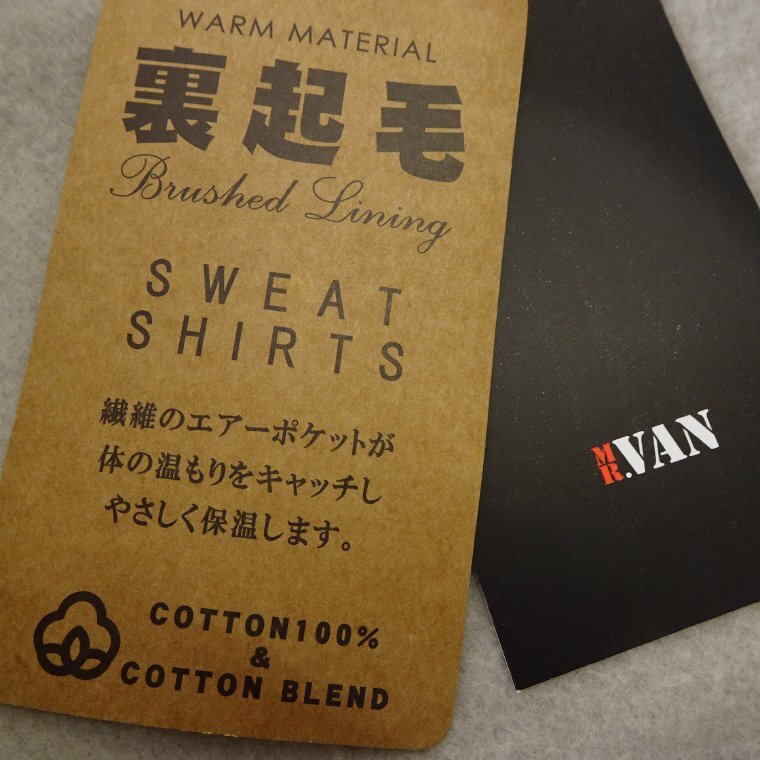 WARM MATERIAL
裏起毛
Brushed Lining
SWEAT
SHIRTS
繊維のエアーポケットが
体の温もりをキャッチし
やさしく保温します。
COTTON100%
&
COTTON BLEND
MR.VAN